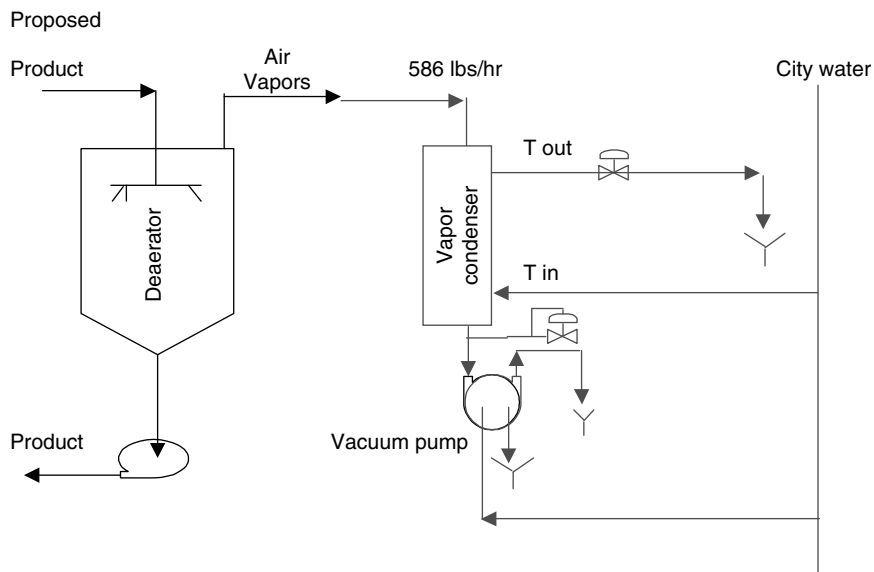 Proposed
Product
Air
Vapors
586 lbs/hr
City water
T out
Vapor
condenser
Deaerator
T in
Product
Vacuum pump